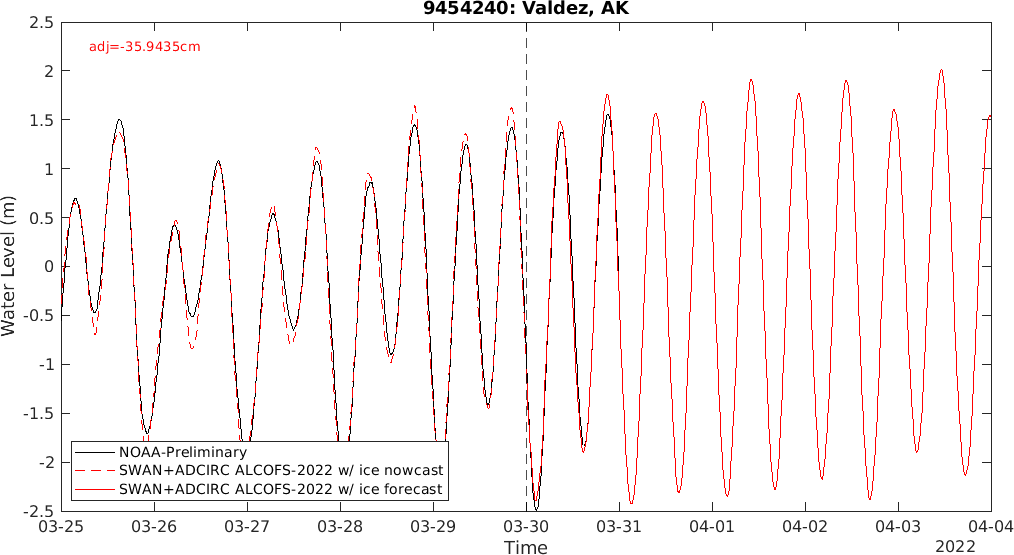 9454240: Valdez, AK
adj=-35.9435cm
2.5
2
1.5
1
0.5
0
-0.5
-1
-1.5
-2
-2.5
Water Level (m)
NOAA-Preliminary
SWAN+ADCIRC ALCOFS-2022 w/ ice nowcast
SWAN+ADCIRC ALCOFS-2022 w/ ice forecast
03-25 03-26 03-27 03-28 03-29 03-30 03-31 04-01 04-02 04-03 04-04
Time
2022